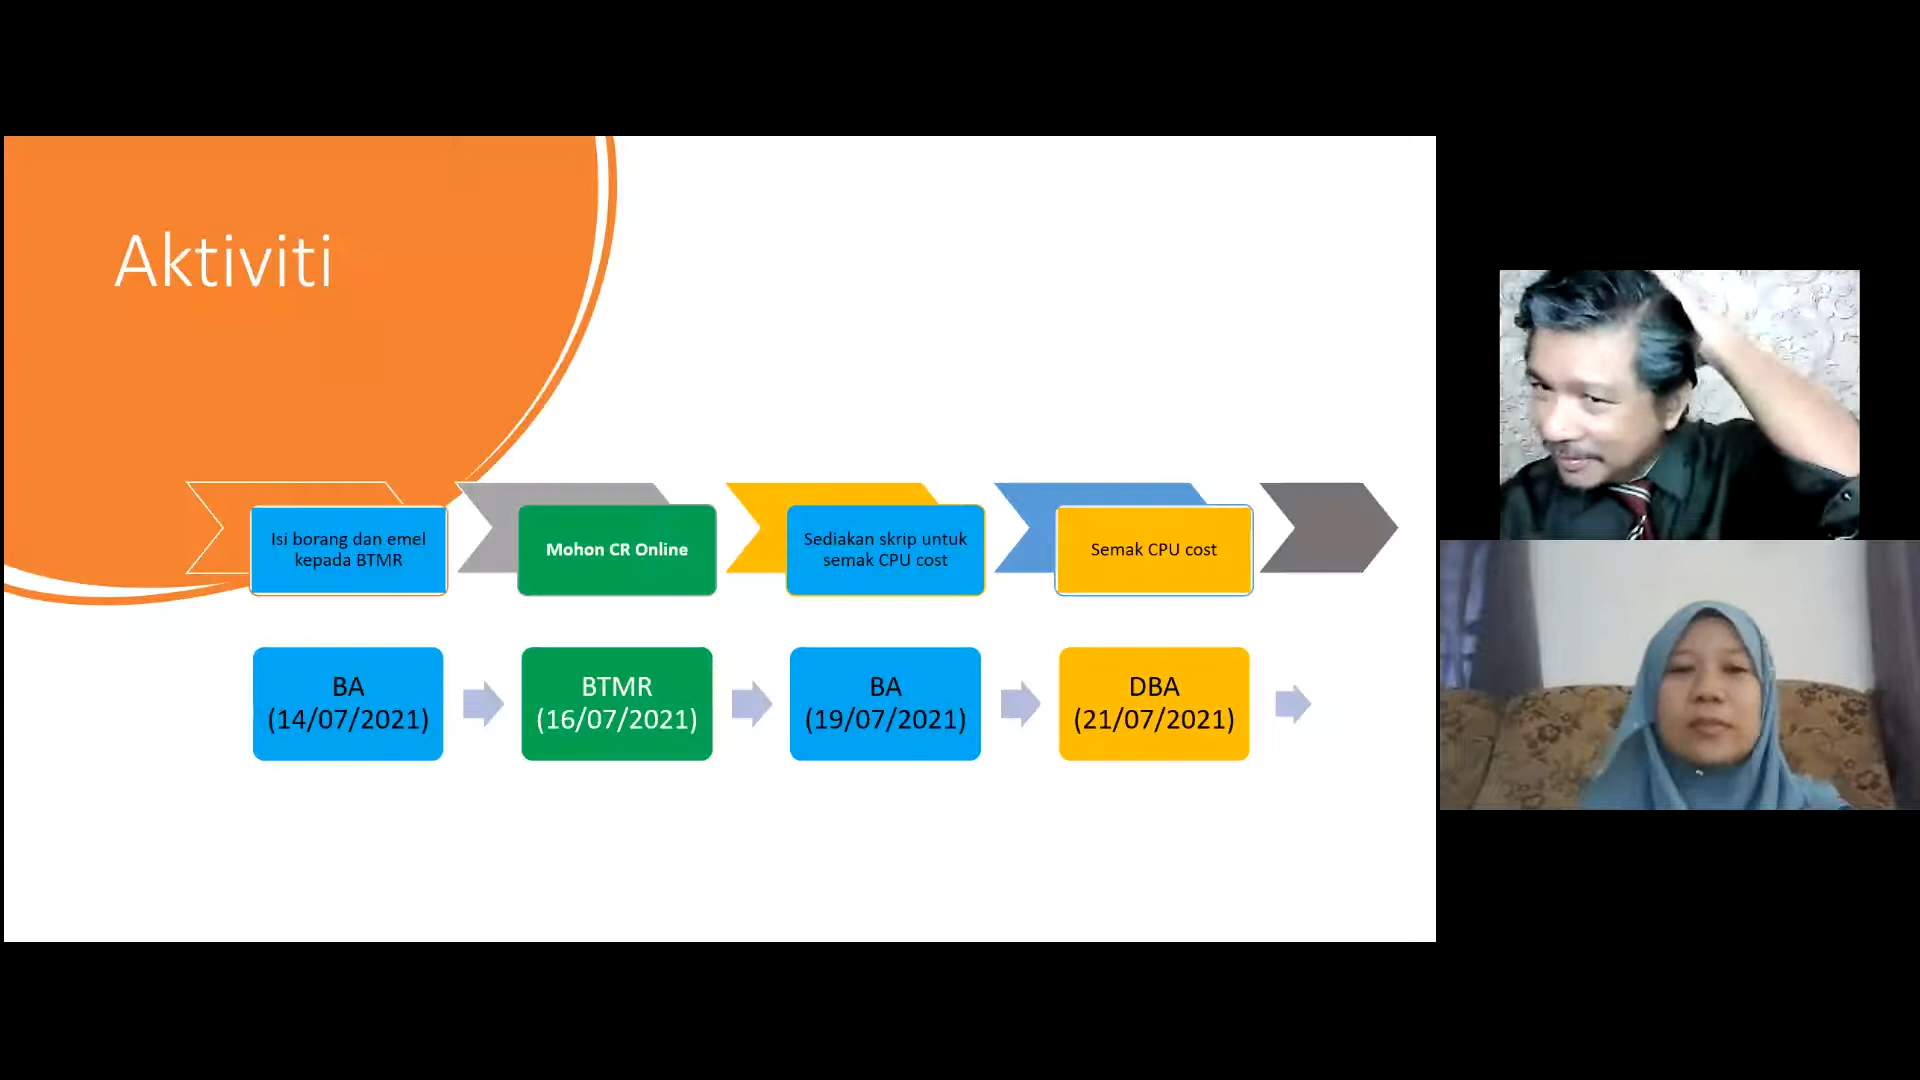 Aktiviti
Isi borang dan emel
kepada BTMR
Mohon CR Online
Sediakan skrip untuk
semak CPU cost
Semak CPU cost
BA
(14/07/2021)
BTMR
(16/07/2021)
BA
(19/07/2021)
DBA
(21/07/2021)